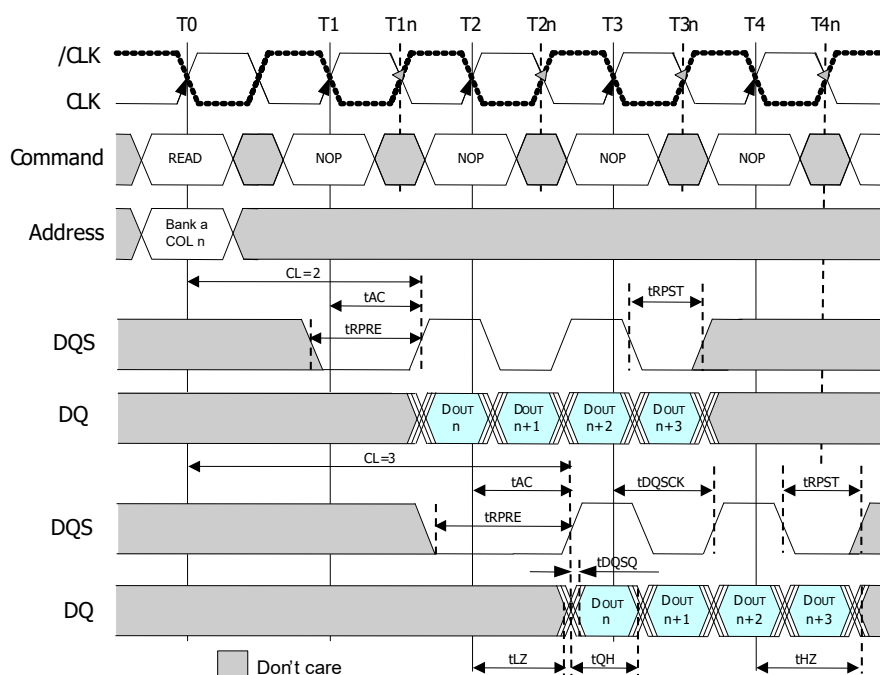 T0 T1 T1n T2 T2n T3 T3n T4 T4n
/CLK
CLK
Command READ NOP NOP NOP NOP
Address Bank a
COL n
CL=2
tAC
tRPST
tRPRE
DQS
DQ DOUT n DOUT n+1 DOUT n+2 DOUT n+3
CL=3
tAC tDQSCK tRPST
tRPRE
DQS
tDQSQ
DQ DOUT n DOUT n+1 DOUT n+2 DOUT n+3
tLZ tQH tHZ
Don't care